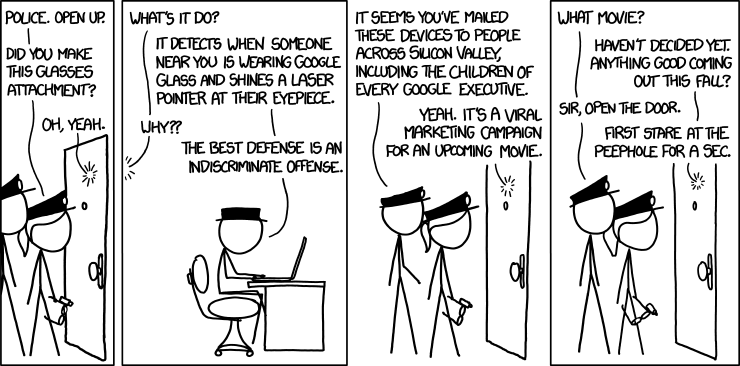 POLICE. OPEN UP.
DID YOU MAKE
THIS GLASSES
ATTACHMENT?
OH, YEAH.
WHAT'S IT DO?
IT DETECTS WHEN SOMEONE
NEAR YOU IS WEARING GOOGLE
GLASS AND SHINES A LASER
POINTER AT THEIR EYEPIECE.
WHY??
THE BEST DEFENSE IS AN
INDISCRIMINATE OFFENSE.
IT SEEMS YOU'VE MAILED
THESE DEVICES TO PEOPLE
ACROSS SILICON VALLEY,
INCLUDING THE CHILDREN OF
EVERY GOOGLE EXECUTIVE.
YEAH. IT'S A VIRAL
MARKETING CAMPAIGN
FOR AN UPCOMING MOVIE.
WHAT MOVIE?
HAVEN'T DECIDED YET.
ANYTHING GOOD COMING
OUT THIS FALL?
SIR, OPEN THE DOOR.
FIRST STARE AT THE
PEEPHOLE FOR A SEC.